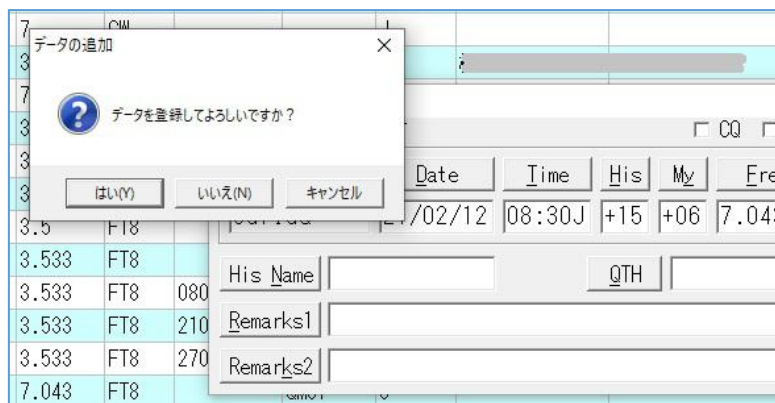 7 CW J
データの追加
3
データを登録してよろしいですか？
7
3 CQ
3
Date Time His My Fre
はい(Y) いいえ(N) キャンセル
3
/02/12 08:30J +15 +06 7.043
3.5 FT8
3.533 FT8
His Name QTH
3.533 FT8 080
Remarks1
3.533 FT8 210
3.533 FT8 270
Remarks2
7.043 FT8